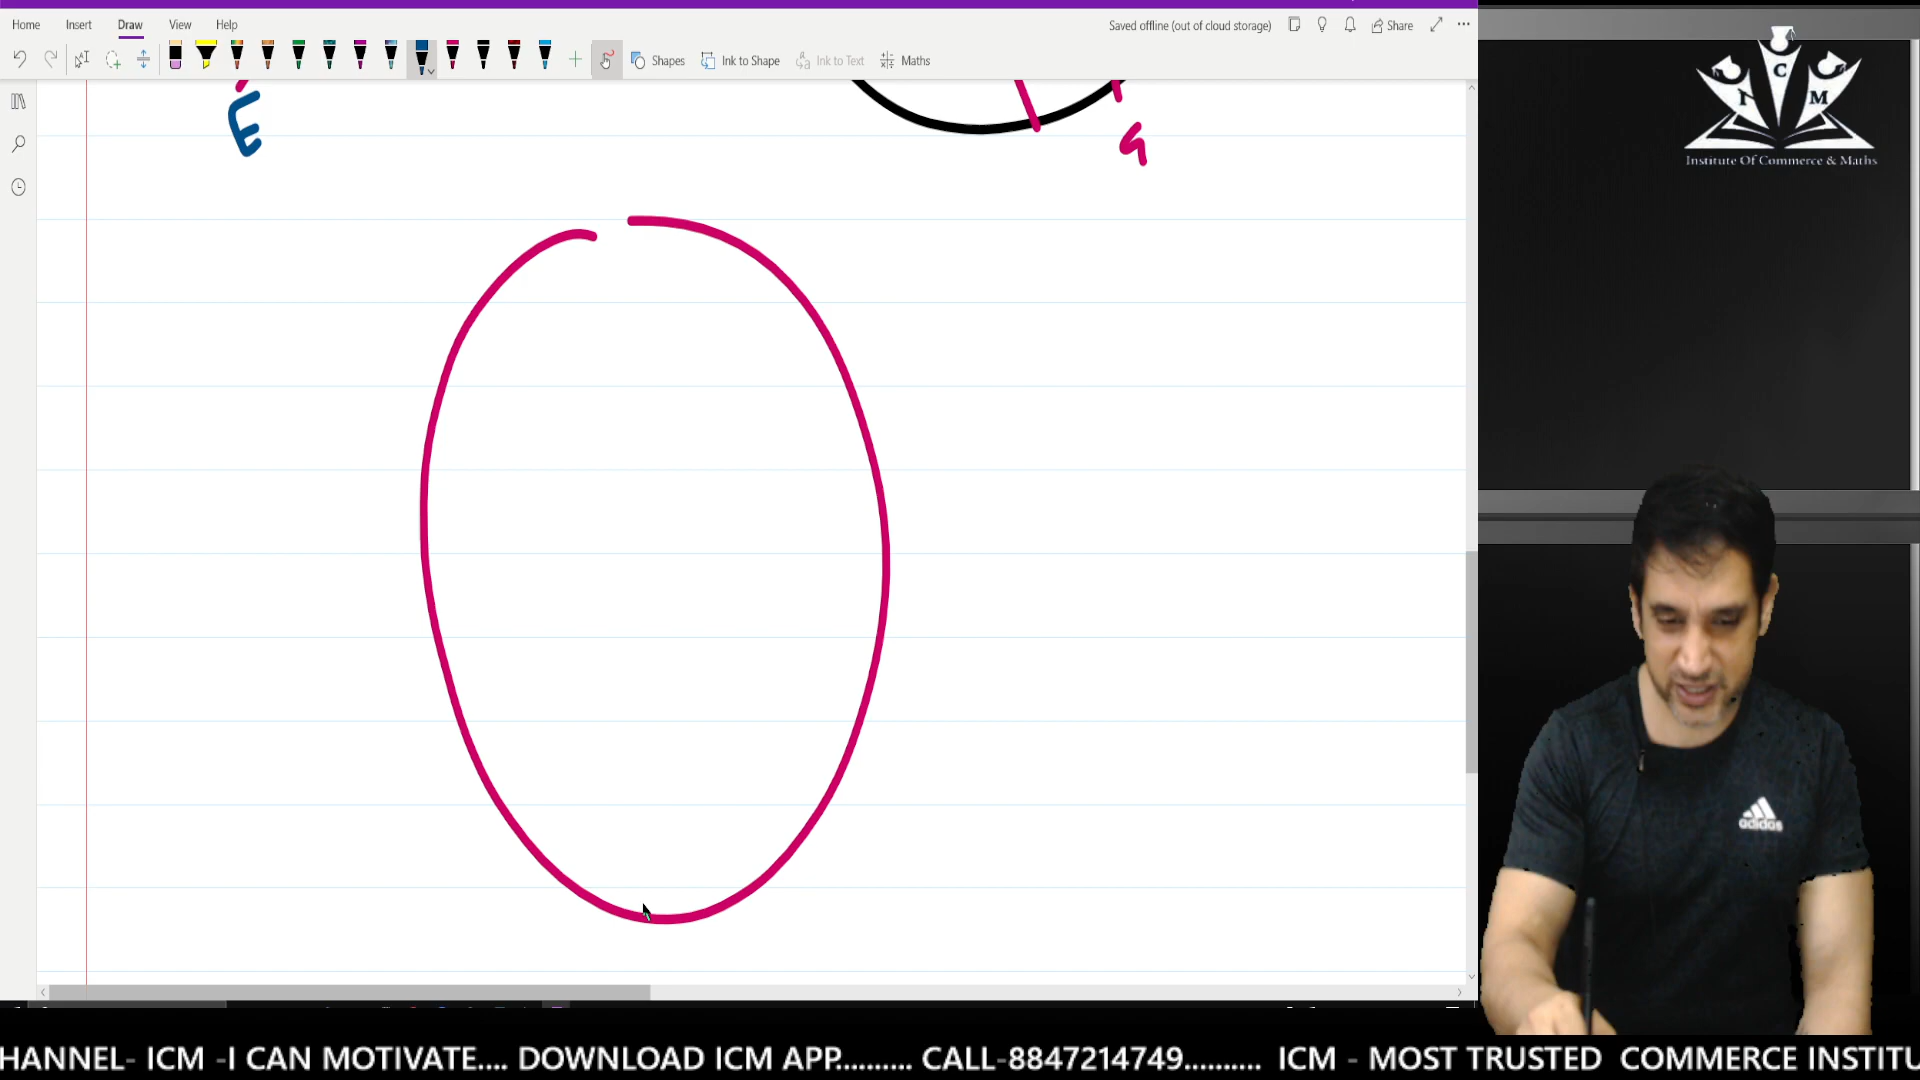 Home Insert Draw View Help
Saved offline (out of cloud storage) Share
Shapes Ink to Shape Ink to Text Maths
E
I C M
Institute Of Commerce & Maths
adidas
HANNEL- ICM -I CAN MOTIVATE.... DOWNLOAD ICM APP......... CALL-8847214749.......... ICM - MOST TRUSTED COMMERCE INSTITU